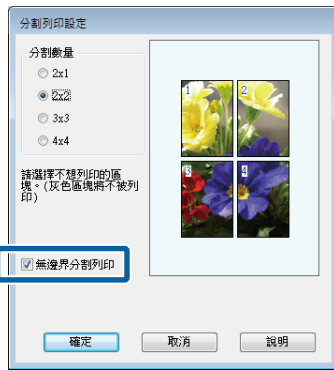 分割列印設定
分割數量
2x1
2x2
3x3
4x4
請選擇不想列印的區
塊。(灰色區塊將不被列
印)
無邊界分割列印
1
2
3
4
確定
取消
說明